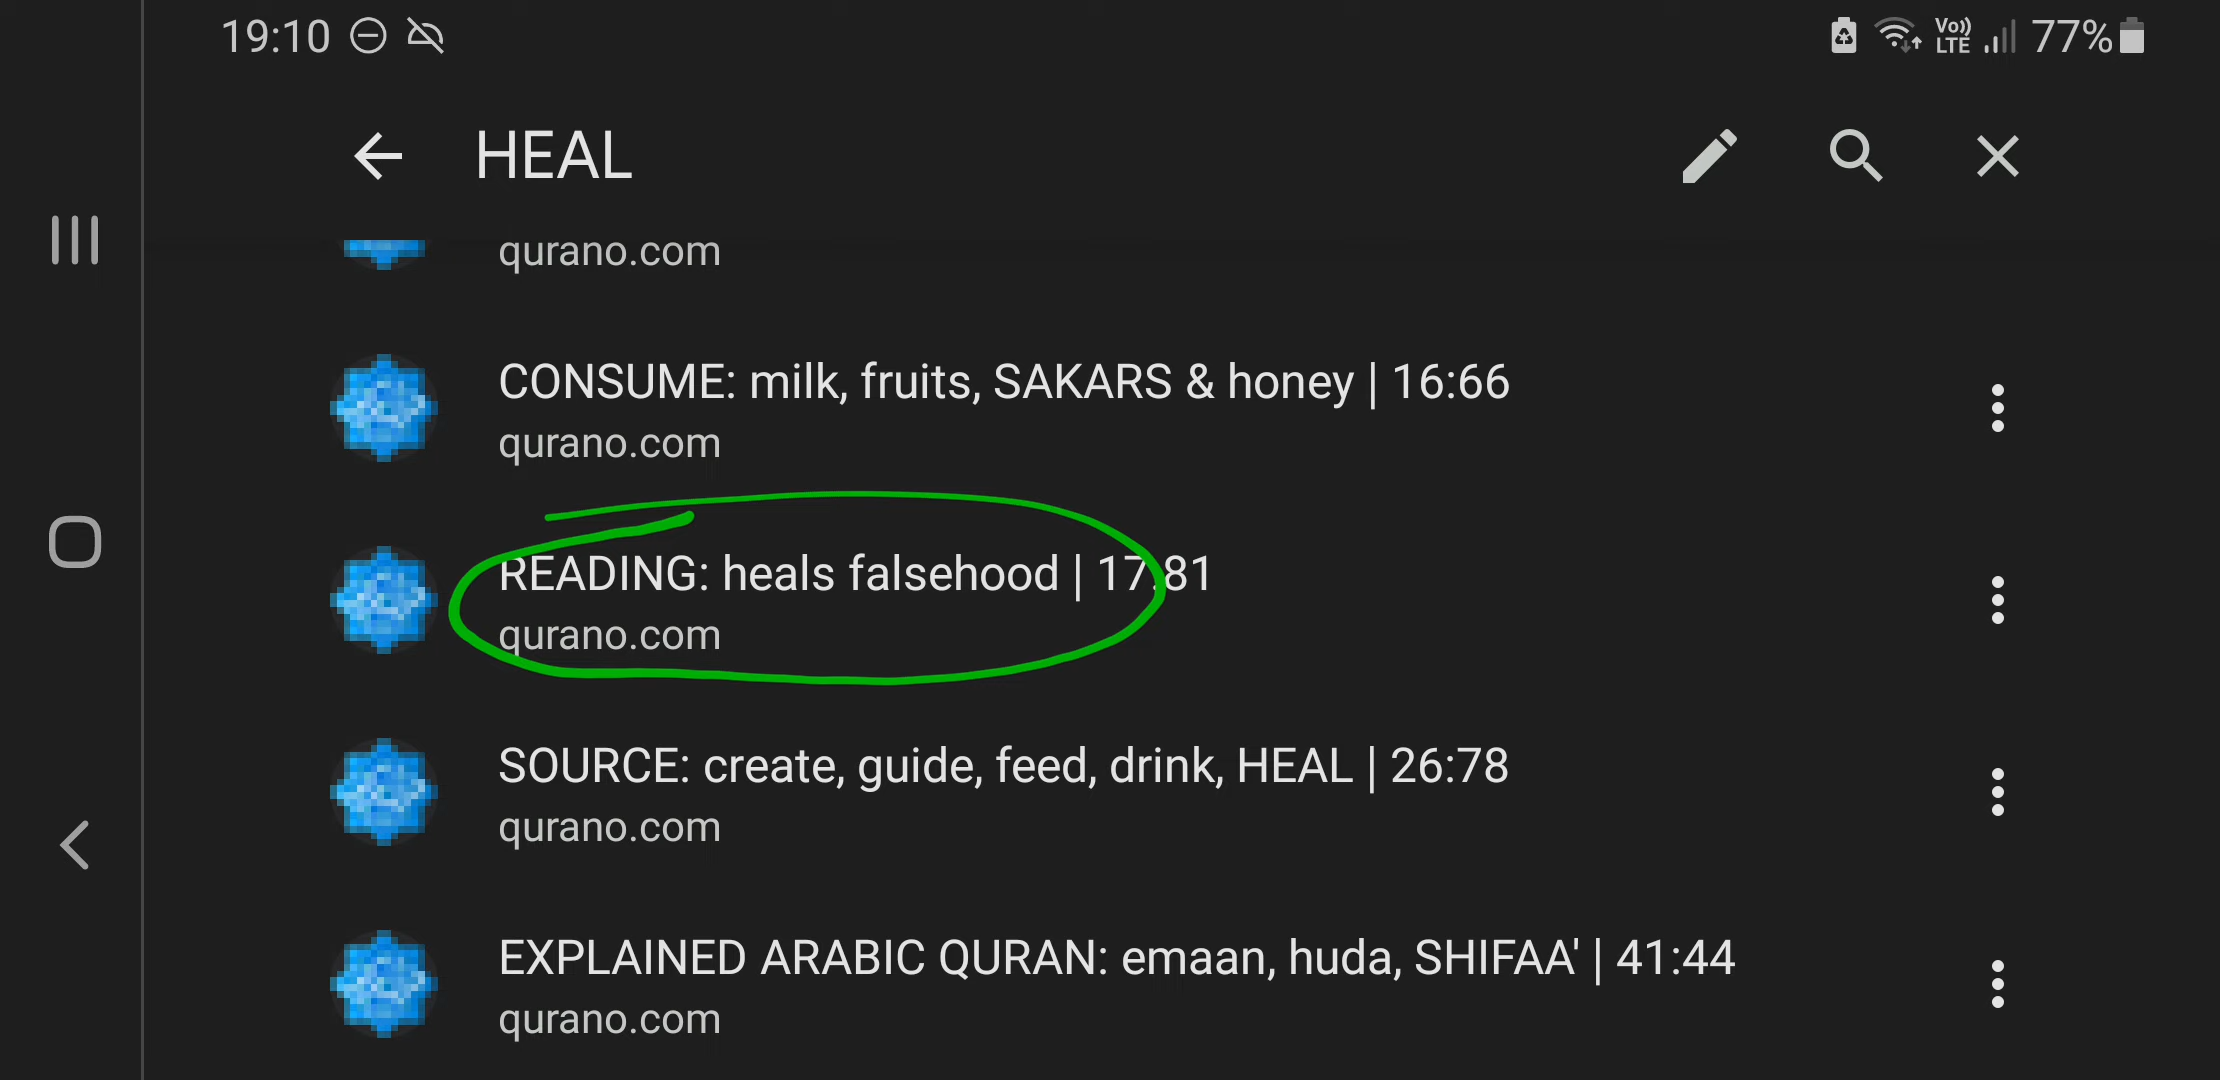 19:10
Vo)) LTE 77%
HEAL
qurano.com
CONSUME: milk, fruits, SAKARS & honey | 16:66
qurano.com
READING: heals falsehood | 17:81
qurano.com
SOURCE: create, guide, feed, drink, HEAL | 26:78
qurano.com
EXPLAINED ARABIC QURAN: emaan, huda, SHIFAA' | 41:44
qurano.com